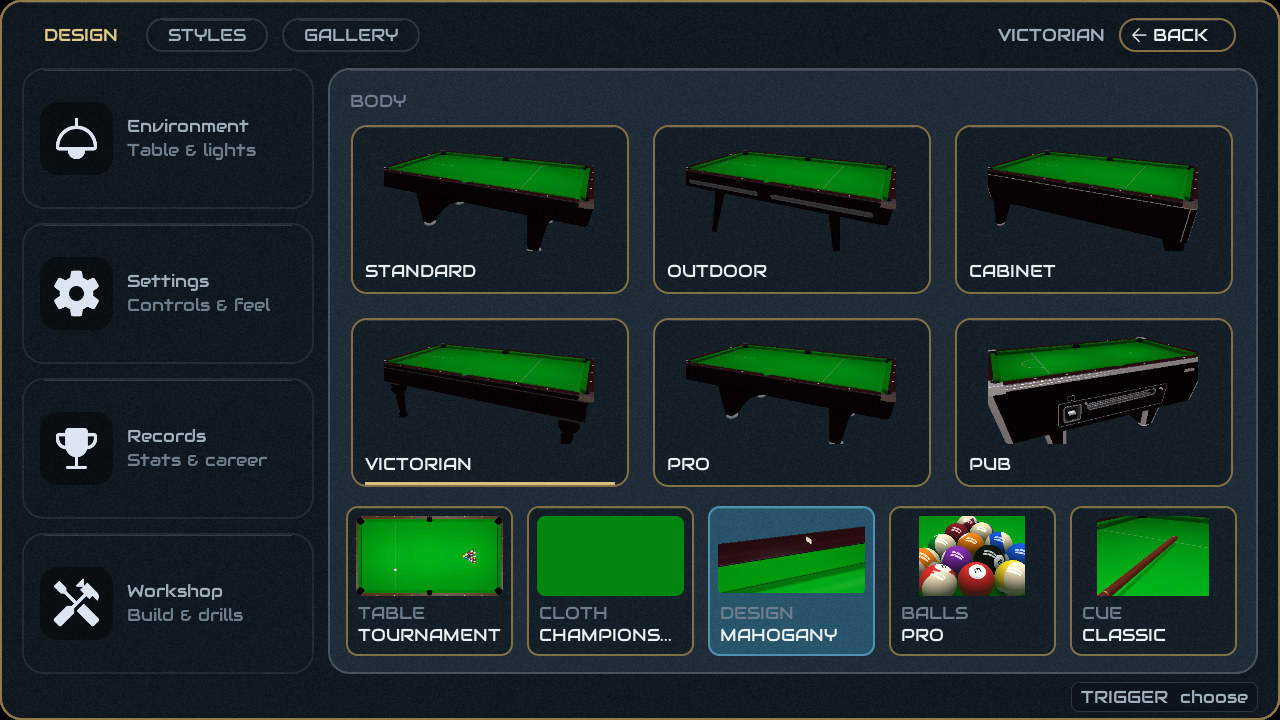 DESIGN
STYLES
GALLERY
VICTORIAN
← BACK
Environment
Table & lights
Settings
Controls & feel
Records
Stats & career
Workshop
Build & drills
BODY
STANDARD
OUTDOOR
CABINET
VICTORIAN
PRO
PUB
TABLE
TOURNAMENT
CLOTH
CHAMPIONS...
DESIGN
MAHOGANY
BALLS
PRO
CUE
CLASSIC
TRIGGER choose